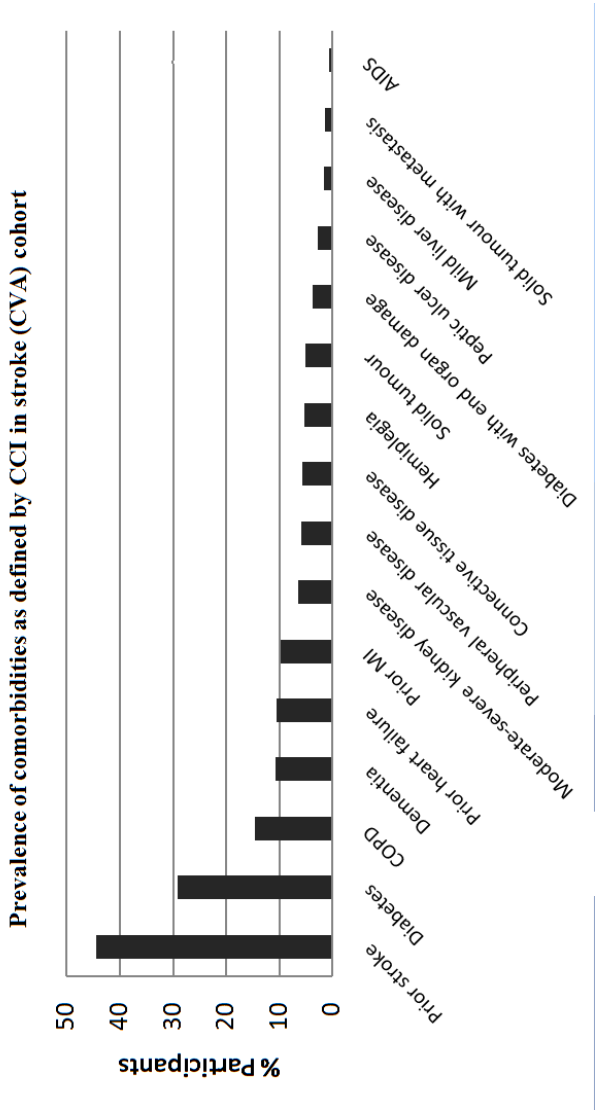 Prevalence of comorbidities as defined by CCI in stroke (CVA) cohort
% Participants
50
40
30
20
10
0
Prior stroke
Diabetes
COPD
Dementia
Prior heart failure
Prior MI
Moderate-severe kidney disease
Peripheral vascular disease
Connective tissue disease
Hemiplegia
Solid tumour
Diabetes with end organ damage
Peptic ulcer disease
Mild liver disease
Solid tumour with metastasis
AIDS